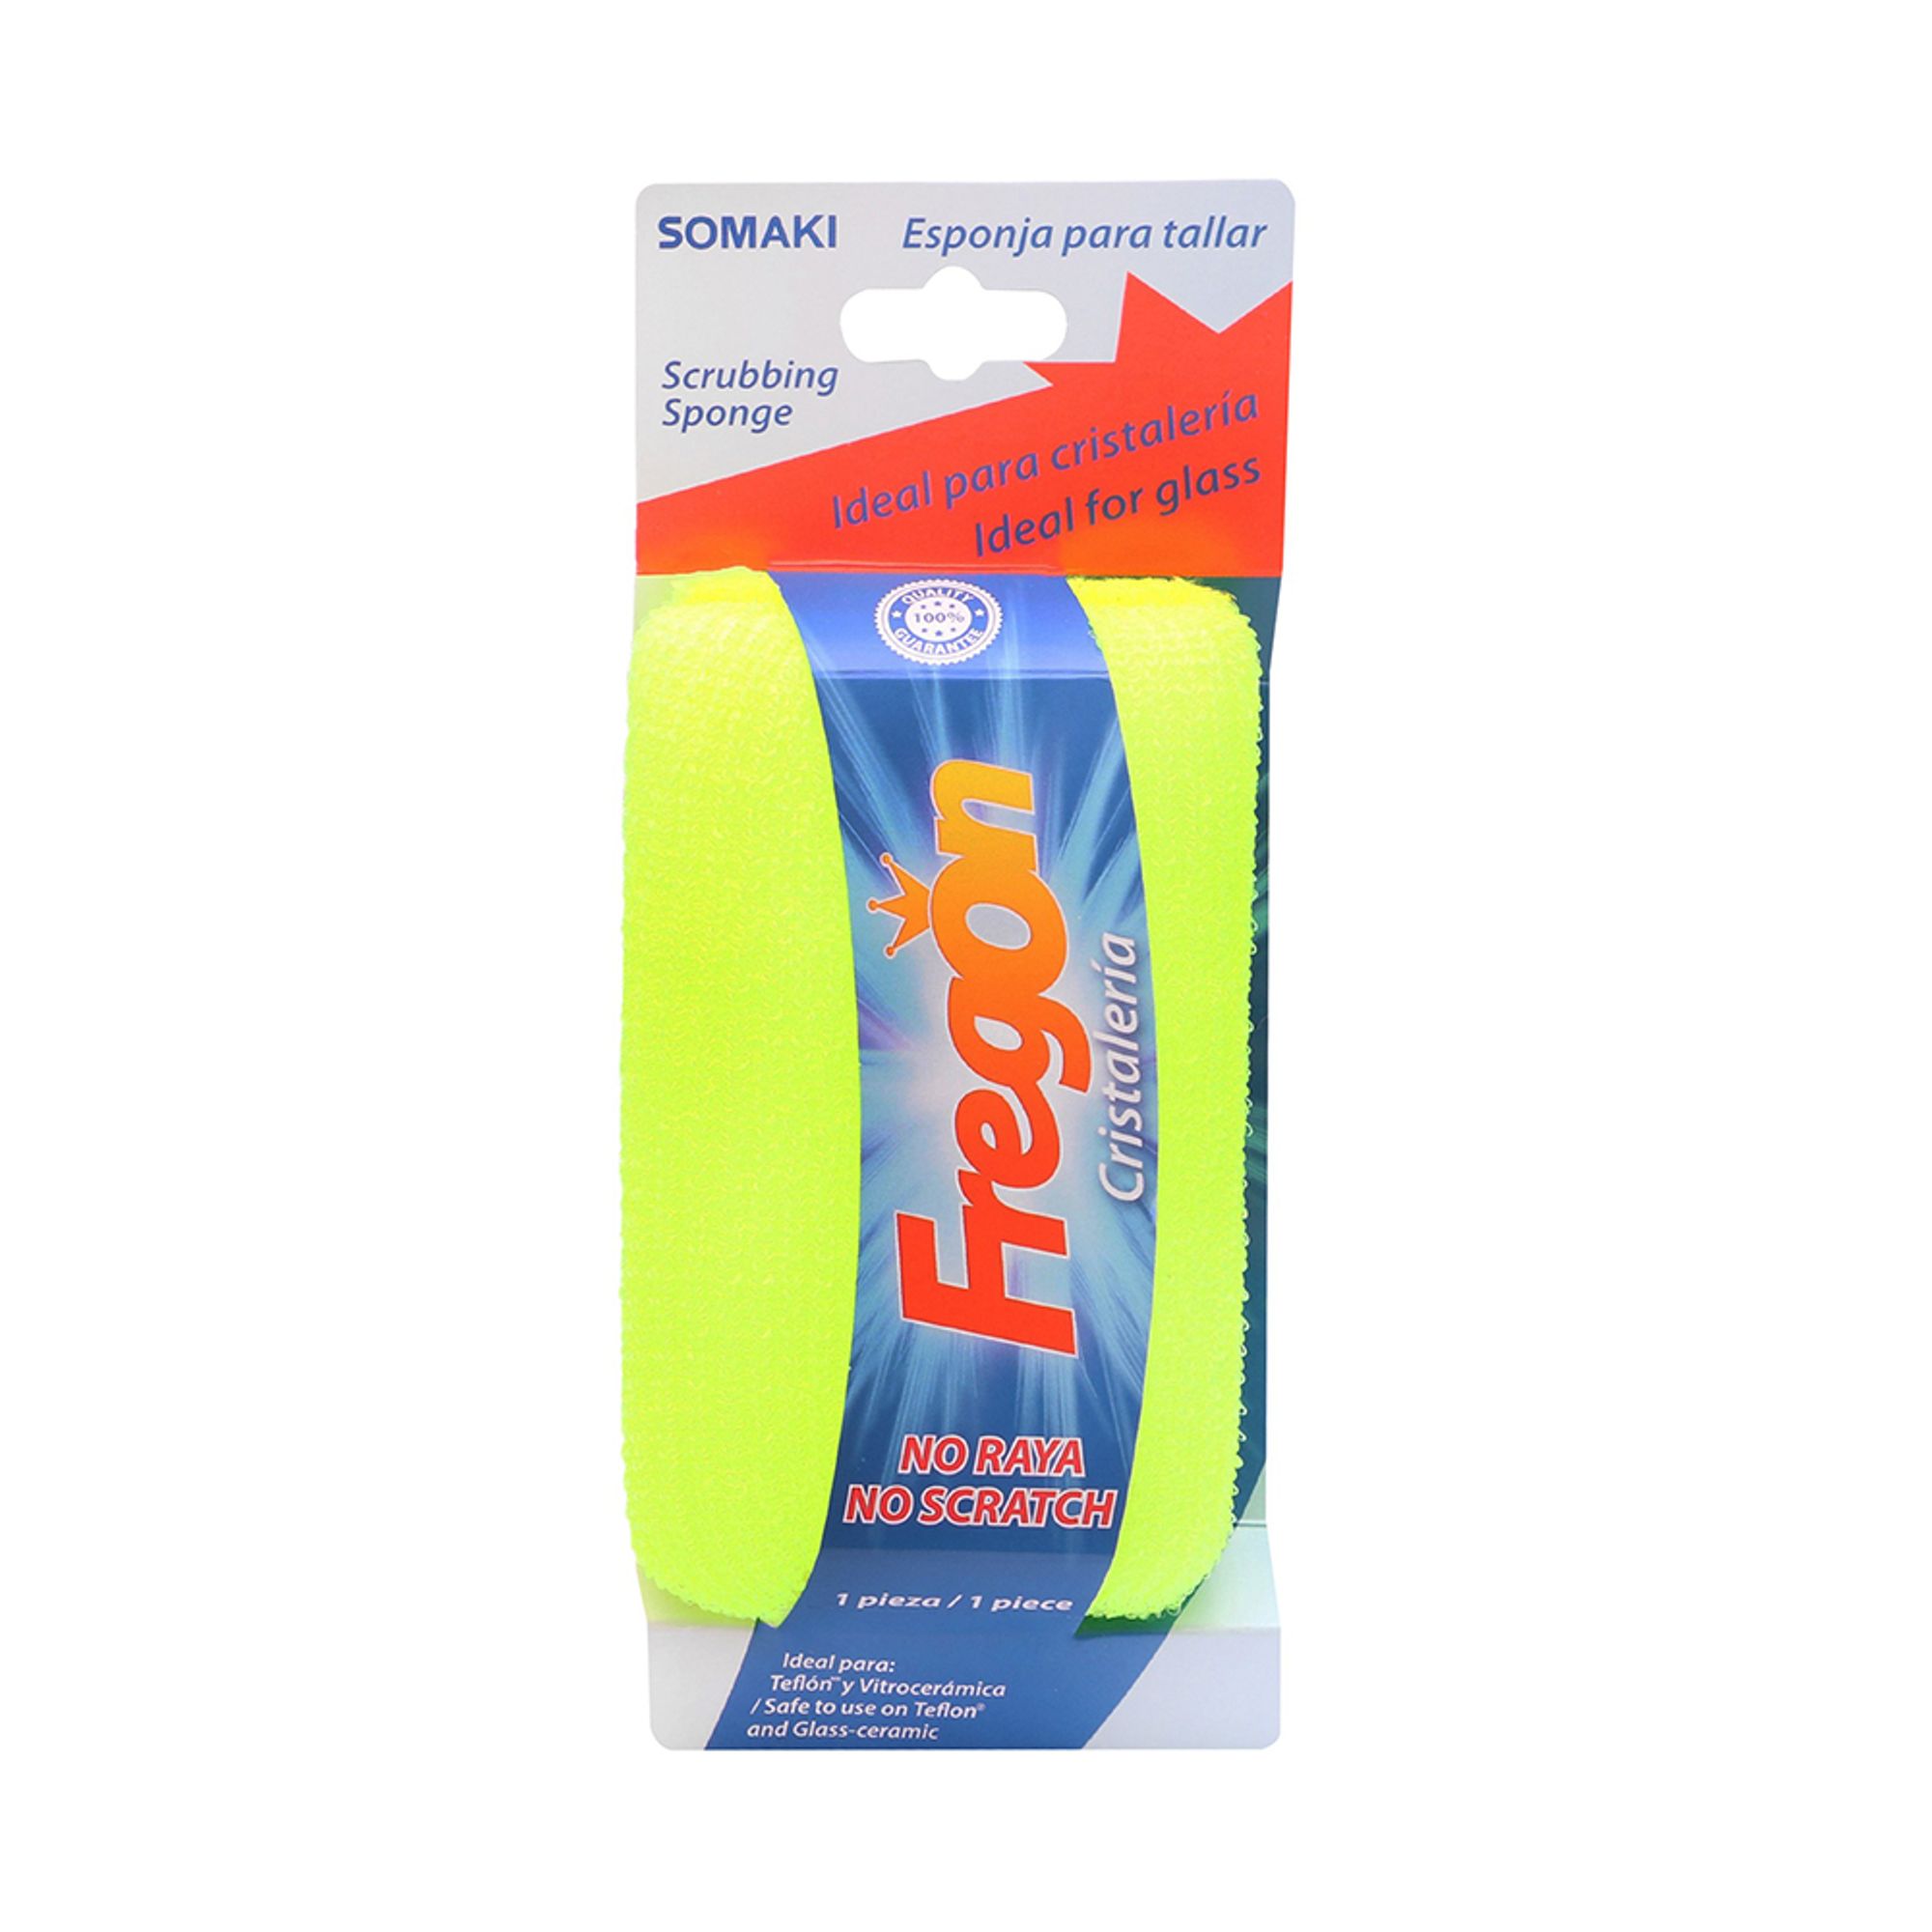 SOMAKI
Esponja para tallar
Scrubbing
Sponge
Ideal para cristalería
Ideal for glass
QUALITY
100%
GUARANTEE
Fregon
Cristalería
NO RAYA
NO SCRATCH
1 pieza / 1 piece
Ideal para:
Teflón™ y Vitrocerámica
/ Safe to use on Teflon®
and Glass-ceramic